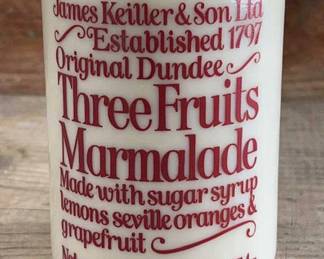 James Keiller & Son Ltd
Established 1797
Original Dundee
Three Fruits
Marmalade
Made with sugar syrup
lemons seville oranges &
grapefruit